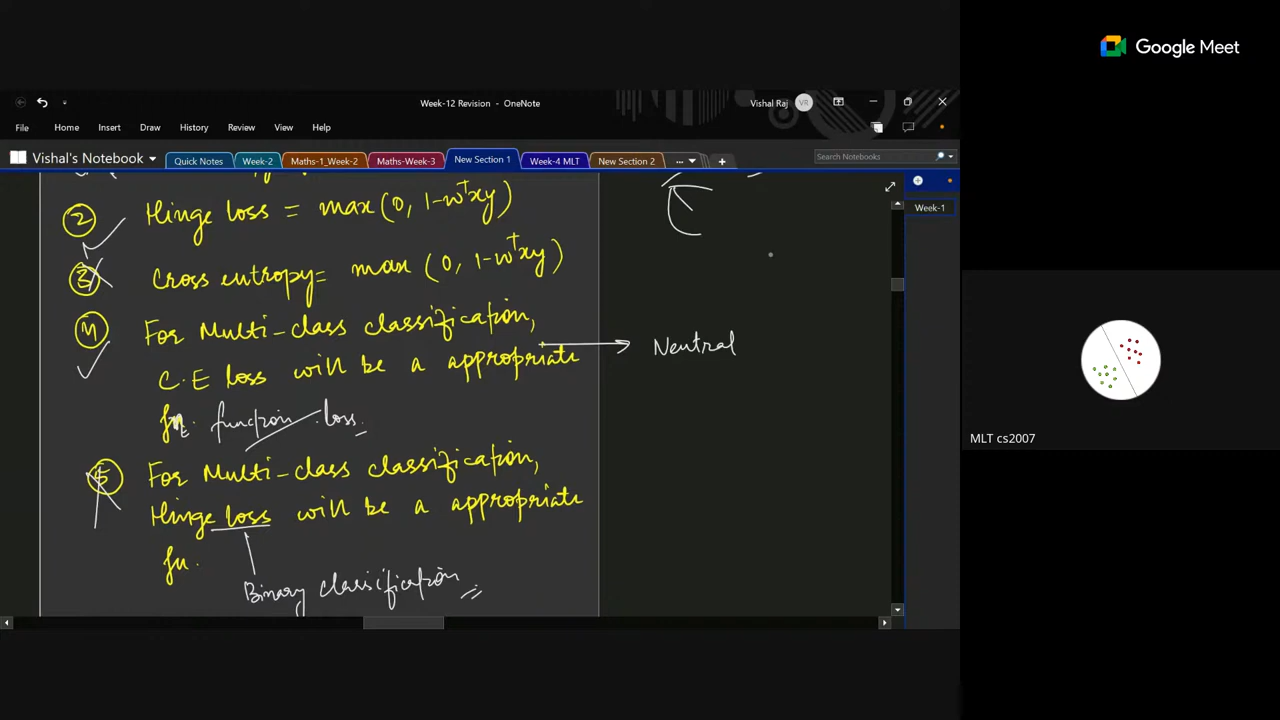 Google Meet
Week-12 Revision - OneNote
Vishal Raj
VR
File
Home
Insert
Draw
History
Review
View
Help
Vishal's Notebook
Quick Notes
Week-2
Maths-1_Week-2
Maths-Week-3
New Section 1
Week-4 MLT
New Section 2
...
Search Notebooks
Week-1
2 Hinge loss = max (0, 1-w^T xy)
3 Cross entropy = max (0, 1-w^T xy)
4 For Multi-class classification,
C.E loss will be a appropriate
fn. function loss.
Neutral
5 For Multi-class classification,
Hinge loss will be a appropriate
fn.
Binary classification
MLT cs2007